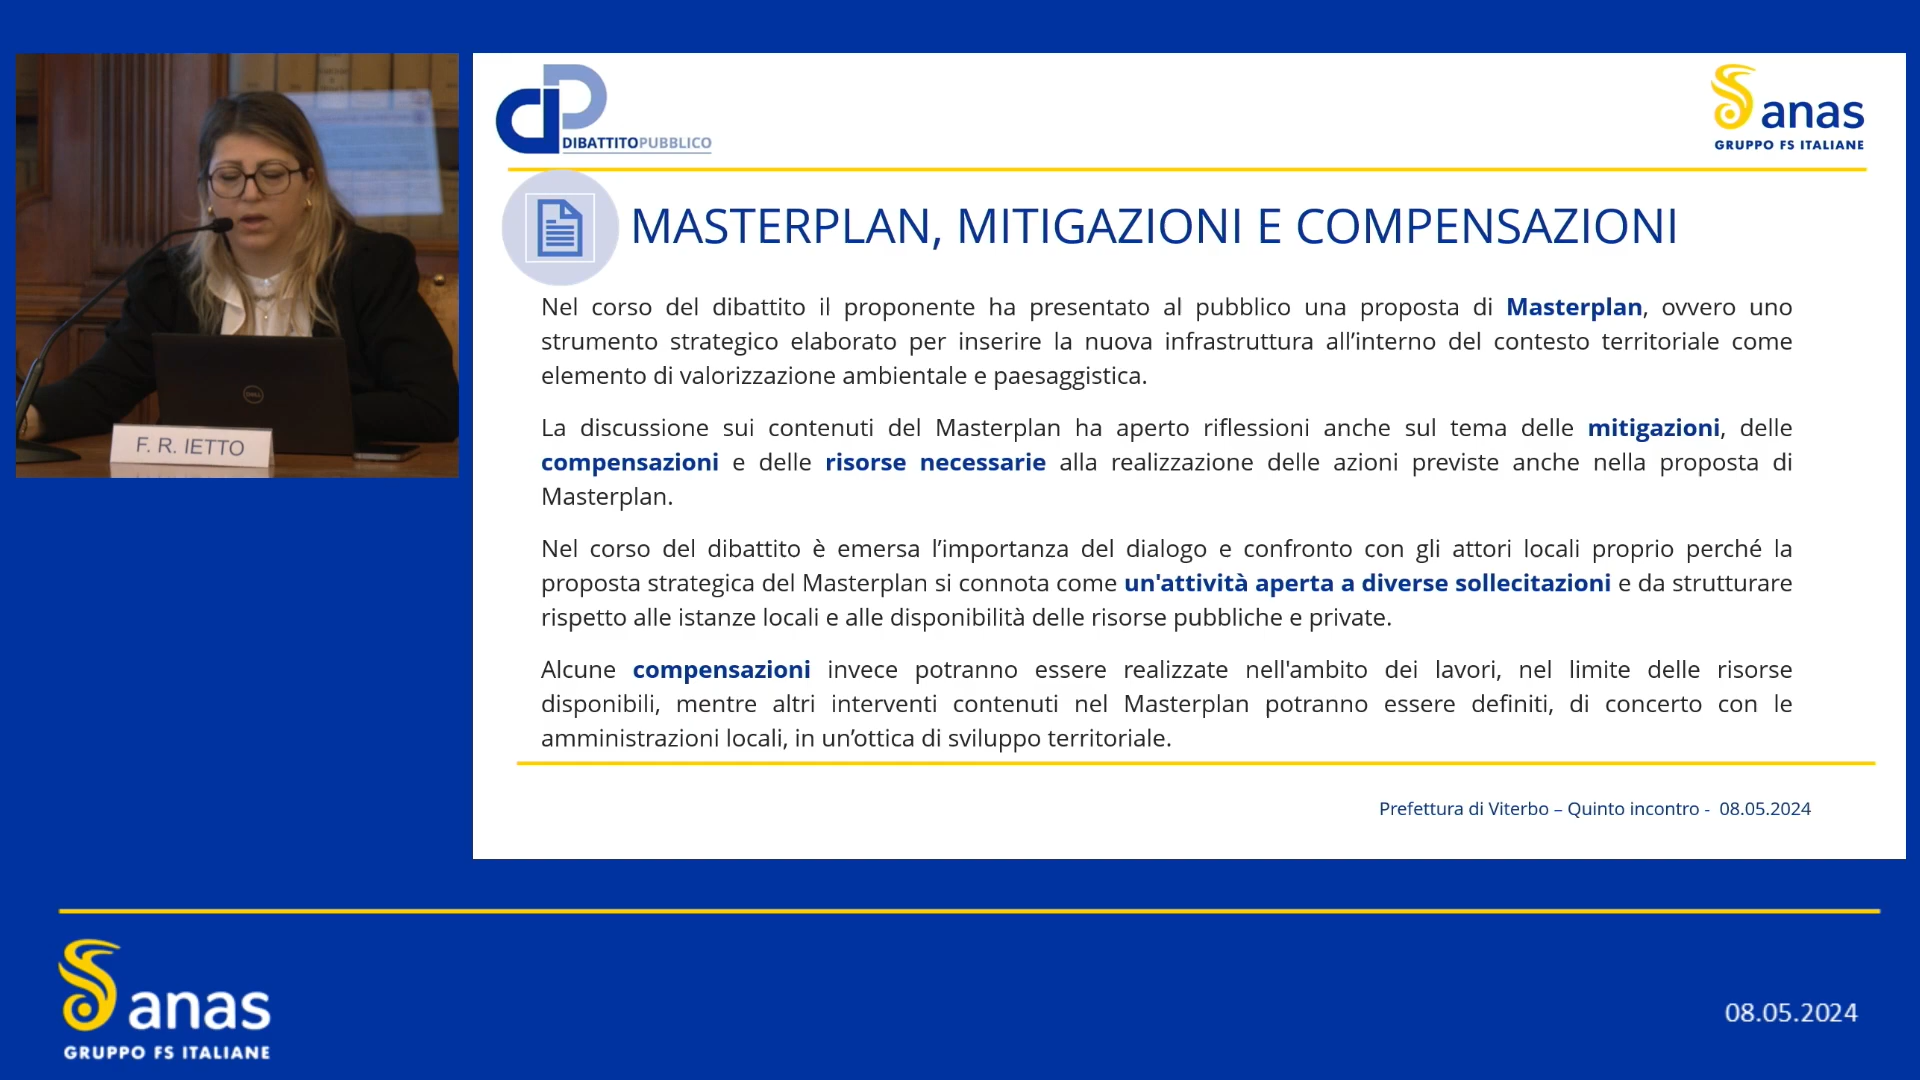 DIBATTITOPUBBLICO
anas
GRUPPO FS ITALIANE
MASTERPLAN, MITIGAZIONI E COMPENSAZIONI
Nel corso del dibattito il proponente ha presentato al pubblico una proposta di Masterplan, ovvero uno
strumento strategico elaborato per inserire la nuova infrastruttura all’interno del contesto territoriale come
elemento di valorizzazione ambientale e paesaggistica.
La discussione sui contenuti del Masterplan ha aperto riflessioni anche sul tema delle mitigazioni, delle
compensazioni e delle risorse necessarie alla realizzazione delle azioni previste anche nella proposta di
Masterplan.
Nel corso del dibattito è emersa l’importanza del dialogo e confronto con gli attori locali proprio perché la
proposta strategica del Masterplan si connota come un'attività aperta a diverse sollecitazioni e da strutturare
rispetto alle istanze locali e alle disponibilità delle risorse pubbliche e private.
Alcune compensazioni invece potranno essere realizzate nell'ambito dei lavori, nel limite delle risorse
disponibili, mentre altri interventi contenuti nel Masterplan potranno essere definiti, di concerto con le
amministrazioni locali, in un’ottica di sviluppo territoriale.
Prefettura di Viterbo – Quinto incontro - 08.05.2024
DELL
F. R. IETTO
anas
GRUPPO FS ITALIANE
08.05.2024